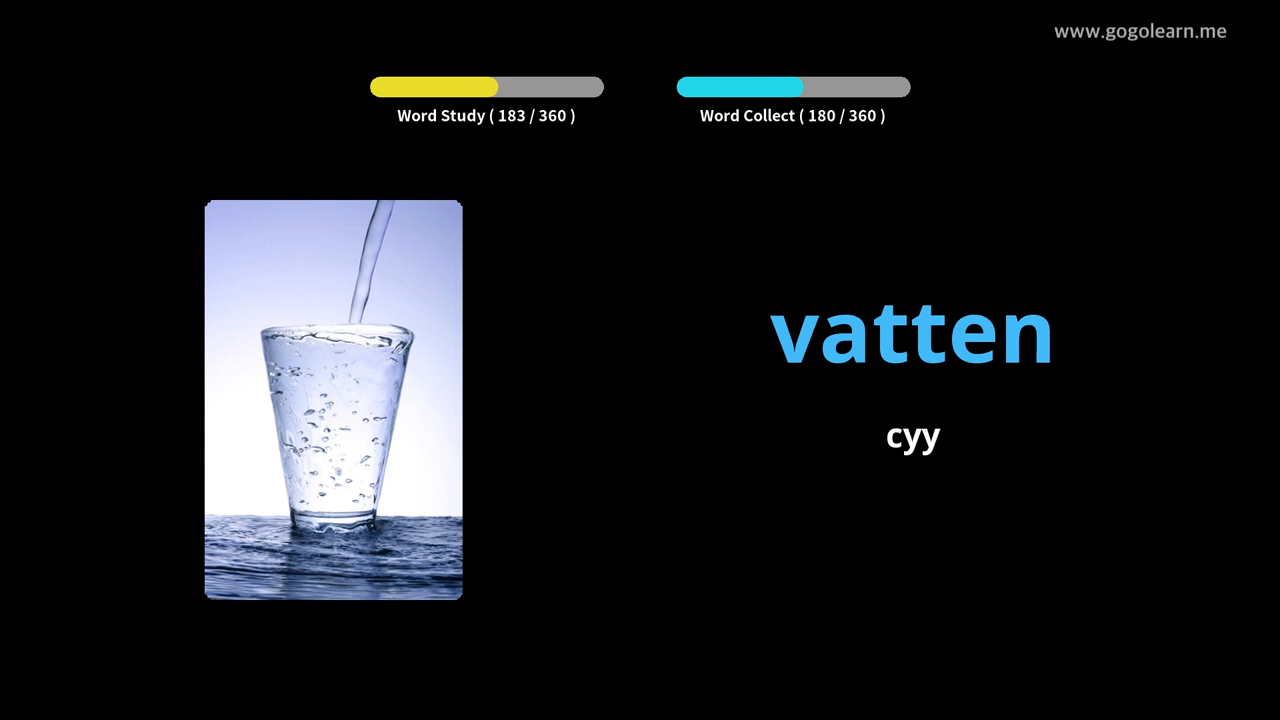 www.gogolearn.me
Word Study ( 183 / 360 )
Word Collect ( 180 / 360 )
vatten
суу